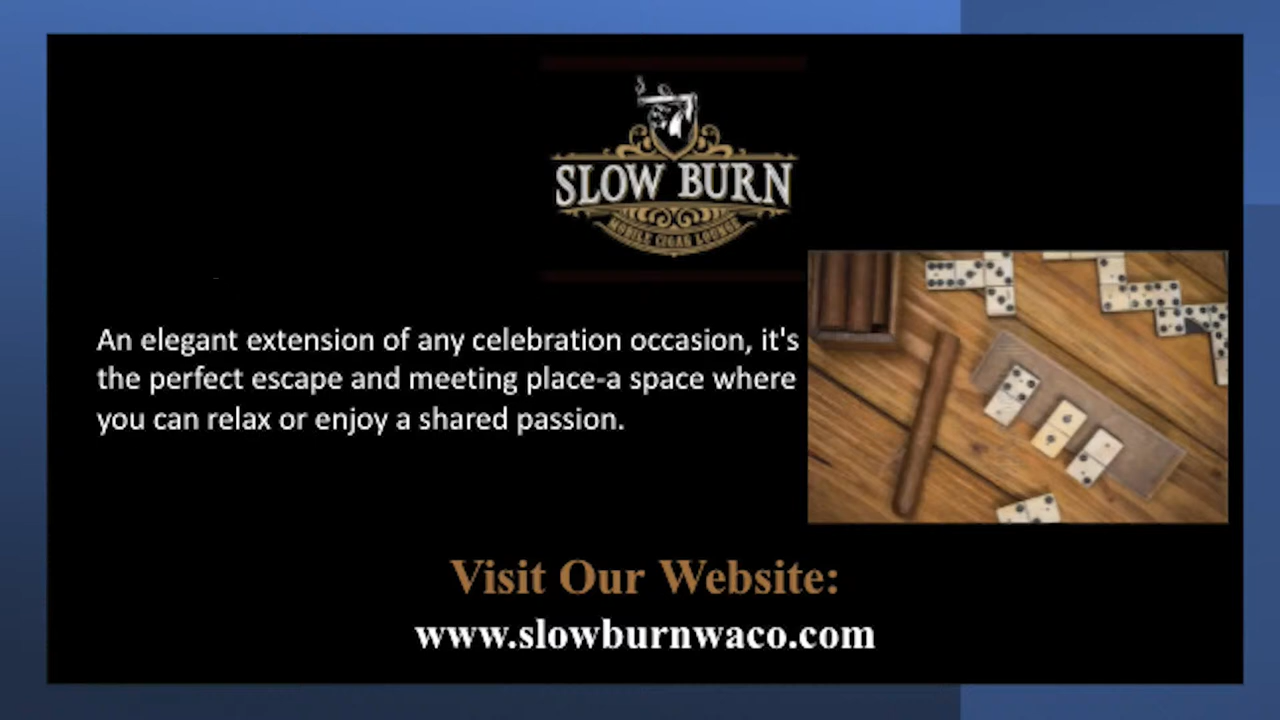 SLOW BURN
MOBILE CIGAR LOUNGE
An elegant extension of any celebration occasion, it's
the perfect escape and meeting place-a space where
you can relax or enjoy a shared passion.
Visit Our Website:
www.slowburnwaco.com